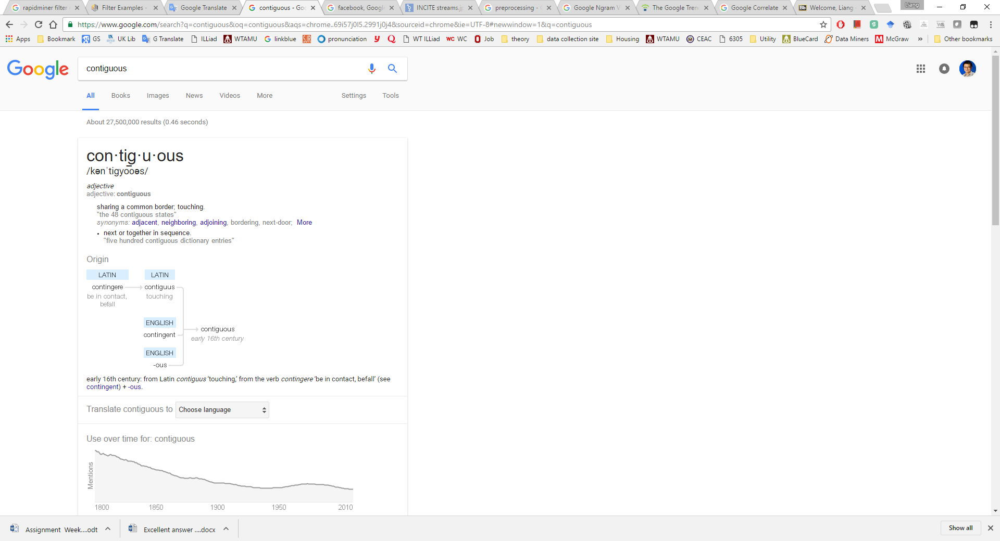 rapidminer filter
Filter Examples -
Google Translate
contiguous - Goo
facebook, Google
INCITE streams.jp
preprocessing -
Google Ngram V
The Google Tren
Google Correlate
Welcome, Liang -
Liang
https://www.google.com/search?q=contiguous&oq=contiguous&aqs=chrome..69i57j0l5.2991j0j4&sourceid=chrome&ie=UTF-8#newwindow=1&q=contiguous
Apps Bookmark GS UK Lib G Translate ILLiad WTAMU linkblue SJR pronunciation WT ILLiad WC WC Job theory data collection site Housing WTAMU CEAC 6305 Utility BlueCard Data Miners McGraw » Other bookmarks
Google
contiguous
All Books Images News Videos More Settings Tools
About 27,500,000 results (0.46 seconds)
con·tig·u·ous
/kənˈtigyo͞oəs/
adjective
adjective: contiguous
sharing a common border; touching.
"the 48 contiguous states"
synonyms: adjacent, neighboring, adjoining, bordering, next-door; More
• next or together in sequence.
"five hundred contiguous dictionary entries"
Origin
LATIN LATIN
contingere contiguus
be in contact, touching
befall
ENGLISH
contiguous
contingent
early 16th century
ENGLISH
-ous
early 16th century: from Latin contiguus ‘touching,’ from the verb contingere ‘be in contact, befall’ (see
contingent) + -ous.
Translate contiguous to Choose language
Use over time for: contiguous
Mentions
1800 1850 1900 1950 2010
Assignment Week....odt
Excellent answer ....docx
Show all